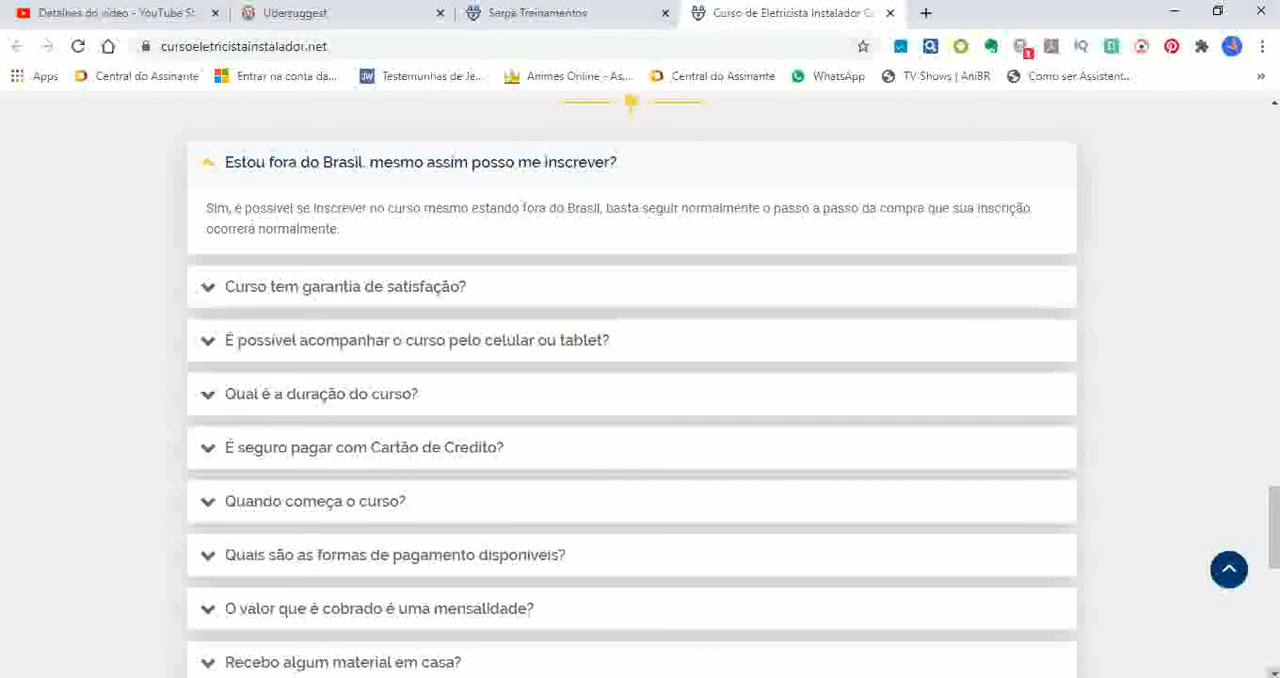 Detalhes do vídeo - YouTube St
Ubersuggest
Serpa Treinamentos
Curso de Eletricista Instalador Co
cursoeletricistainstalador.net
1
Apps
Central do Assinante
Entrar na conta da...
JW
Testemunhas de Je...
Animes Online - As,...
Central do Assinante
WhatsApp
TV Shows | AniBR
Como ser Assistent...
»
Estou fora do Brasil, mesmo assim posso me inscrever?
Sim, é possível se inscrever no curso mesmo estando fora do Brasil, basta seguir normalmente o passo a passo da compra que sua inscrição
ocorrerá normalmente.
Curso tem garantia de satisfação?
É possível acompanhar o curso pelo celular ou tablet?
Qual é a duração do curso?
É seguro pagar com Cartão de Credito?
Quando começa o curso?
Quais são as formas de pagamento disponíveis?
O valor que é cobrado é uma mensalidade?
Recebo algum material em casa?